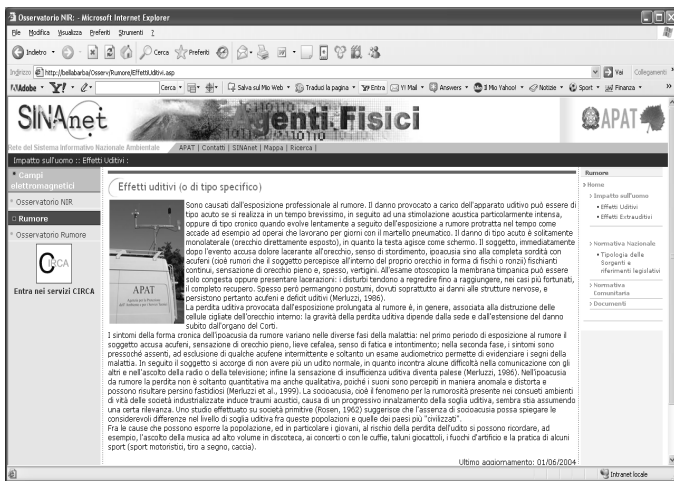 Osservatorio NIR: - Microsoft Internet Explorer
File Modifica Visualizza Preferiti Strumenti ?
Indietro Cerca Preferiti
Indirizzo http://bellabarba/Osserv/Rumore/EffettiUditivi.asp Vai Collegamenti
Adobe Y! Cerca Salva sul Mio Web Traduci la pagina Entra Y! Mail Answers Il Mio Yahoo! Notizie Sport Finanza
SINAnet Agenti Fisici APAT
Rete del Sistema Informativo Nazionale Ambientale APAT | Contatti | SINAnet | Mappa | Ricerca |
Impatto sull'uomo :: Effetti Uditivi :
Campi elettromagnetici
Osservatorio NIR
Rumore
Osservatorio Rumore
CIRCA
Entra nei servizi CIRCA
Effetti uditivi (o di tipo specifico)
APAT
Sono causati dall'esposizione professionale al rumore. Il danno provocato a carico dell'apparato uditivo può essere di
tipo acuto se si realizza in un tempo brevissimo, in seguito ad una stimolazione acustica particolarmente intensa,
oppure di tipo cronico quando evolve lentamente a seguito dell'esposizione a rumore protratta nel tempo come
accade ad esempio ad operai che lavorano per giorni con il martello pneumatico. Il danno di tipo acuto è solitamente
monolaterale (orecchio direttamente esposto), in quanto la testa agisce come schermo. Il soggetto, immediatamente
dopo l'evento accusa dolore lacerante all'orecchio, senso di stordimento, ipoacusia sino alla completa sordità con
acufeni (cioè rumori che il soggetto percepisce all'interno del proprio orecchio in forma di fischi o ronzii) fischianti
continui, sensazione di orecchio pieno e, spesso, vertigini. All'esame otoscopico la membrana timpanica può essere
solo congesta oppure presentare lacerazioni: i disturbi tendono a regredire fino a raggiungere, nei casi più fortunati,
il completo recupero. Spesso però permangono postumi, dovuti soprattutto ai danni alle strutture nervose, e
persistono pertanto acufeni e deficit uditivi (Merluzzi, 1986).
La perdita uditiva provocata dall'esposizione prolungata al rumore è, in genere, associata alla distruzione delle
cellule cigliate dell'orecchio interno: la gravità della perdita uditiva dipende dalla sede e dall'estensione del danno
subito dall'organo del Corti.
I sintomi della forma cronica dell'ipoacusia da rumore variano nelle diverse fasi della malattia: nel primo periodo di esposizione al rumore il
soggetto accusa acufeni, sensazione di orecchio pieno, lieve cefalea, senso di fatica e intontimento; nella seconda fase, i sintomi sono
pressoché assenti, ad esclusione di qualche acufene intermittente e soltanto un esame audiometrico permette di evidenziare i segni della
malattia. In seguito il soggetto si accorge di non avere più un udito normale, in quanto incontra alcune difficoltà nella comunicazione con gli
altri e nell'ascolto della radio o della televisione; infine la sensazione di insufficienza uditiva diventa palese (Merluzzi, 1986). Nell'ipoacusia
da rumore la perdita non è soltanto quantitativa ma anche qualitativa, poiché i suoni sono percepiti in maniera anomala e distorta e
possono risultare persino fastidiosi (Merluzzi et al., 1999). La socioacusia, cioè il fenomeno per la rumorosità presente nei consueti ambienti
di vità delle società industrializzate induce traumi acustici, causa di un progressivo innalzamento della soglia uditiva, sembra stia assumendo
una certa rilevanza. Uno studio effettuato su società primitive (Rosen, 1962) suggerisce che l'assenza di socioacusia possa spiegare le
considerevoli differenze nel livello di soglia uditiva fra queste popolazioni e quelle dei paesi più "civilizzati".
Fra le cause che possono esporre la popolazione, ed in particolare i giovani, al rischio della perdita dell'udito si possono ricordare, ad
esempio, l'ascolto della musica ad alto volume in discoteca, ai concerti o con le cuffie, taluni giocattoli, i fuochi d'artificio e la pratica di alcuni
sport (sport motoristici, tiro a segno, caccia).
Ultimo aggiornamento: 01/06/2004
Rumore
Home
Impatto sull'uomo
Effetti Uditivi
Effetti Extrauditivi
Normativa Nazionale
Tipologia delle
Sorgenti e
riferimenti legislativi
Normativa
Comunitaria
Documenti
Intranet locale